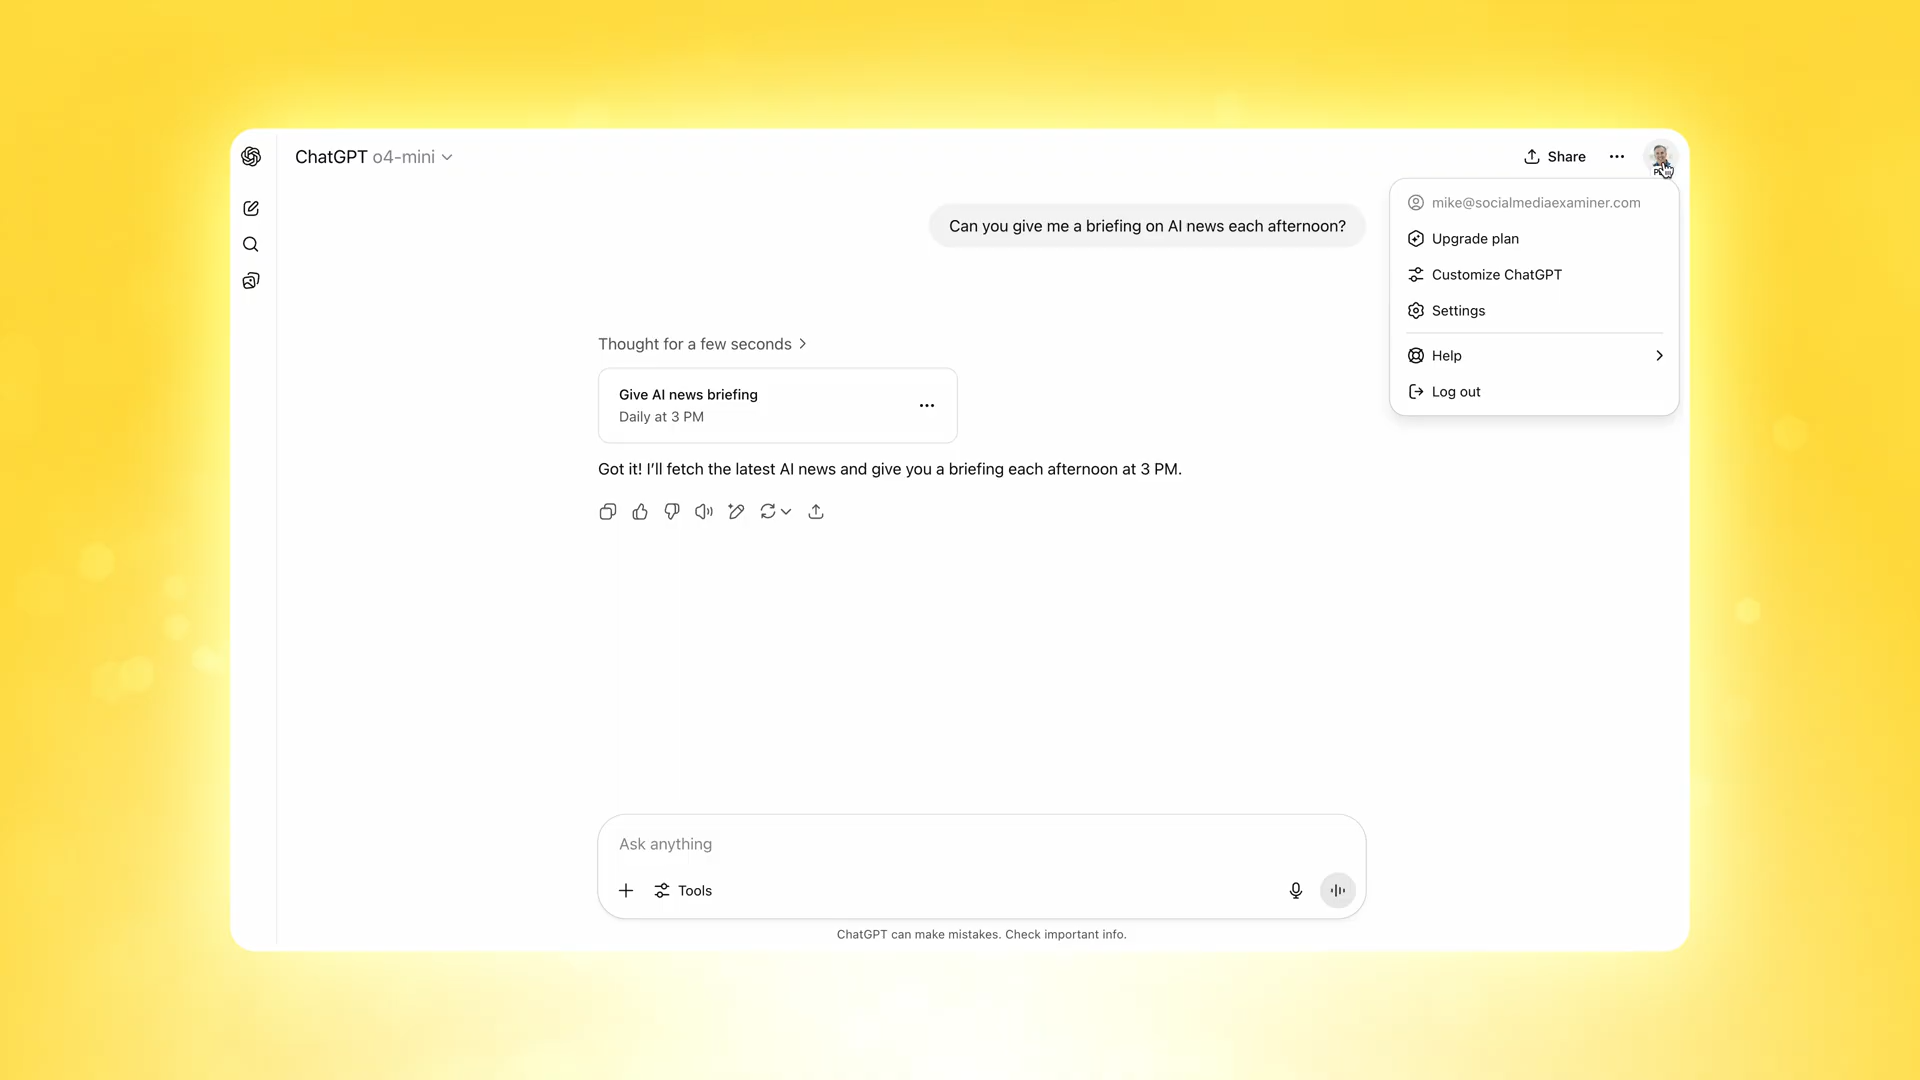 ChatGPT o4-mini
Share
Can you give me a briefing on AI news each afternoon?
mike@socialmediaexaminer.com
Upgrade plan
Customize ChatGPT
Settings
Help
Log out
Thought for a few seconds
Give AI news briefing
Daily at 3 PM
Got it! I’ll fetch the latest AI news and give you a briefing each afternoon at 3 PM.
Ask anything
Tools
ChatGPT can make mistakes. Check important info.